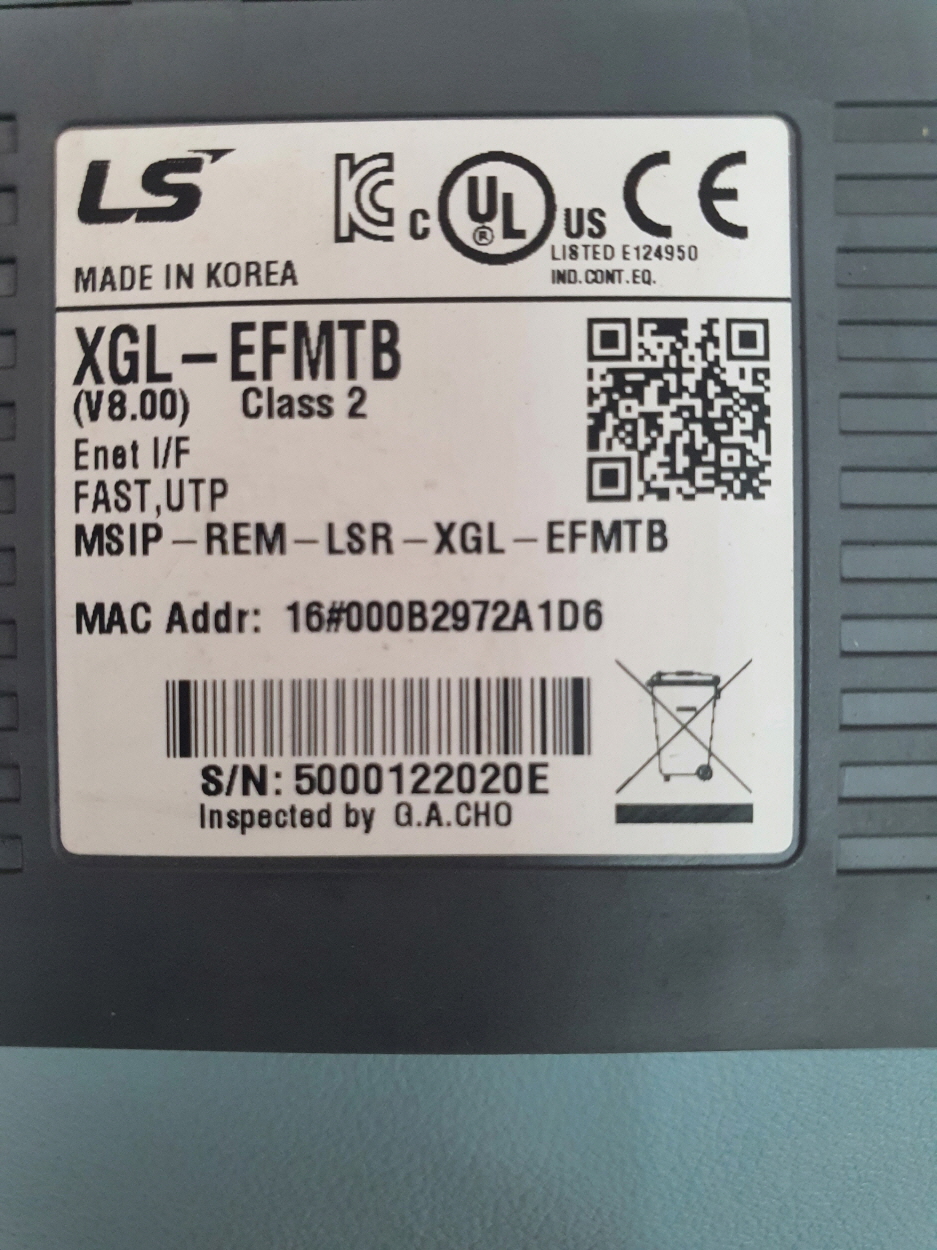 LS
KC
C UL ® US
CE
LISTED E124950
IND.CONT.EQ.
MADE IN KOREA
XGL-EFMTB
(V8.00) Class 2
Enet I/F
FAST,UTP
MSIP-REM-LSR-XGL-EFMTB
MAC Addr: 16#000B2972A1D6
S/N: 5000122020E
Inspected by G.A.CHO